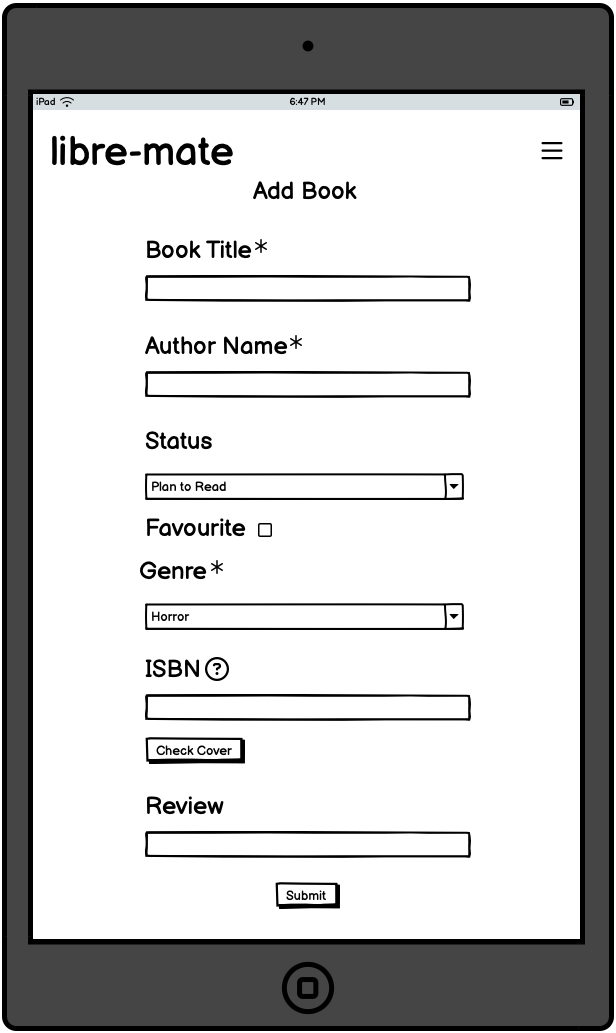 iPad 6:47 PM
libre-mate
Add Book
Book Title*
Author Name*
Status
Plan to Read
Favourite
Genre*
Horror
ISBN ?
Check Cover
Review
Submit